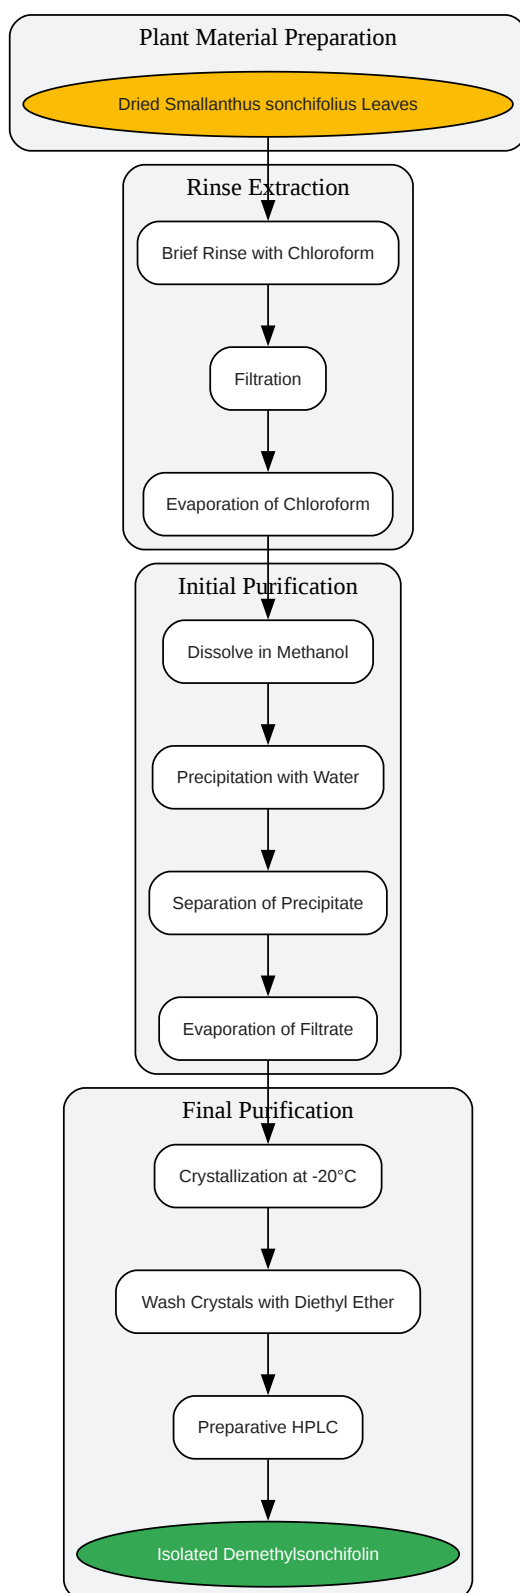 Plant Material Preparation
Dried Smallanthus sonchifolius Leaves
Rinse Extraction
Brief Rinse with Chloroform
Filtration
Evaporation of Chloroform
Initial Purification
Dissolve in Methanol
Precipitation with Water
Separation of Precipitate
Evaporation of Filtrate
Final Purification
Crystallization at -20°C
Wash Crystals with Diethyl Ether
Preparative HPLC
Isolated Demethylsonchifolin